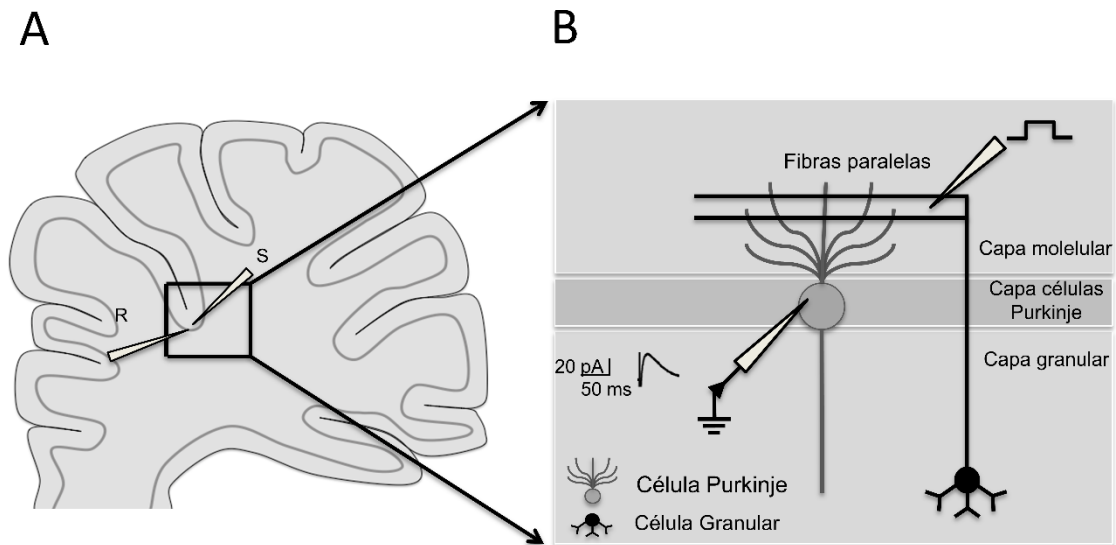 A
B
S
R
Fibras paralelas
Capa molelular
Capa células
Purkinje
Capa granular
20 pA
50 ms
Célula Purkinje
Célula Granular